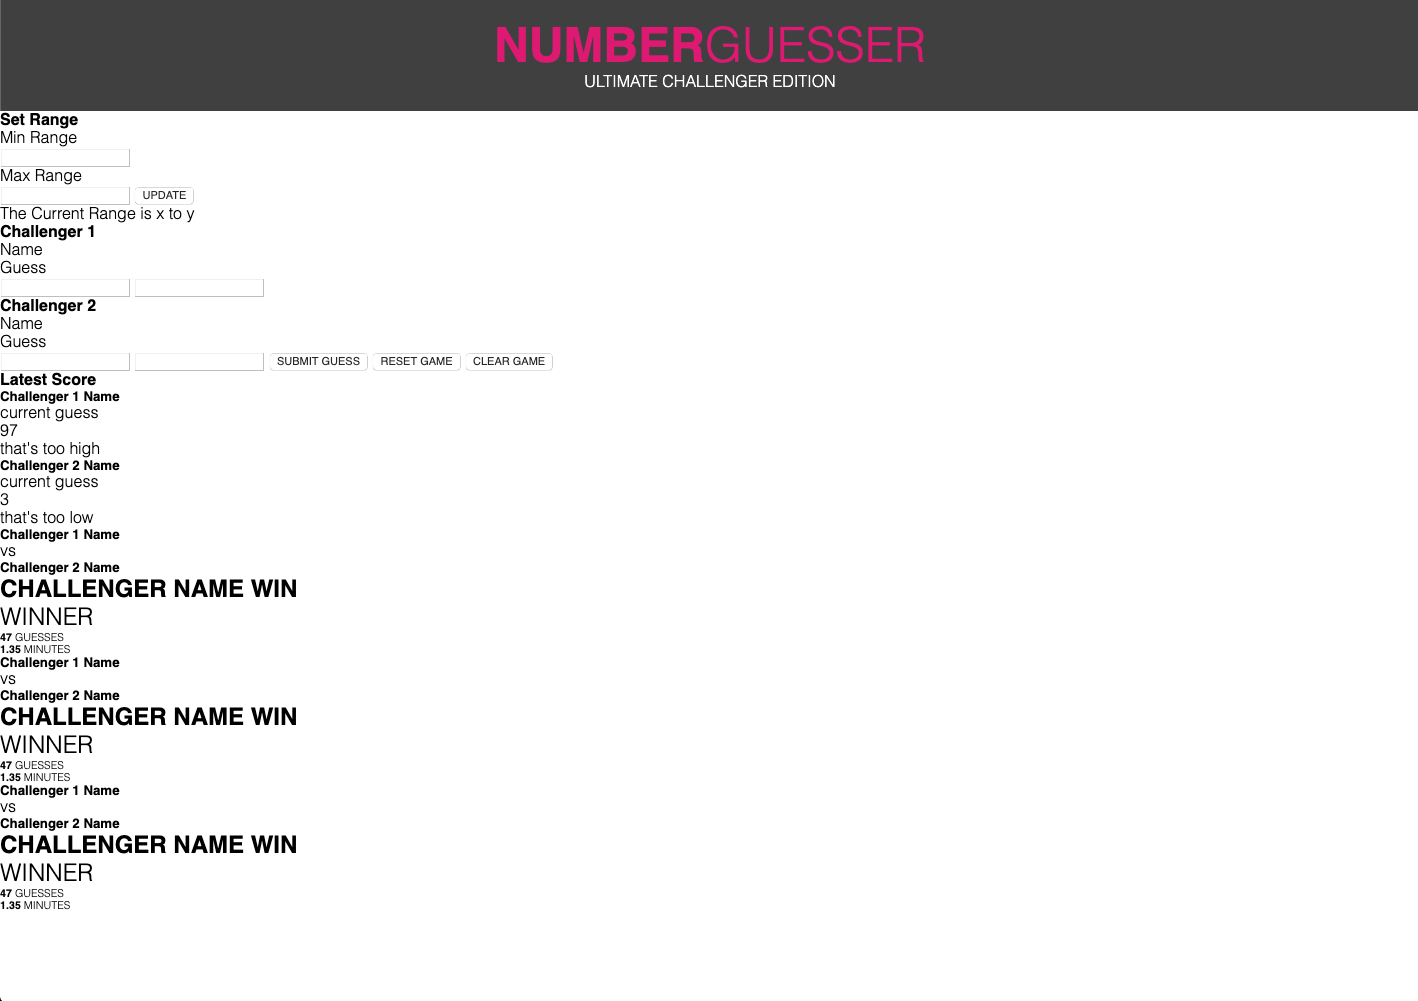 NUMBERGUESSER
ULTIMATE CHALLENGER EDITION
Set Range
Min Range
Max Range
UPDATE
The Current Range is x to y
Challenger 1
Name
Guess
Challenger 2
Name
Guess
SUBMIT GUESS RESET GAME CLEAR GAME
Latest Score
Challenger 1 Name
current guess
97
that's too high
Challenger 2 Name
current guess
3
that's too low
Challenger 1 Name
vs
Challenger 2 Name
CHALLENGER NAME WIN
WINNER
47 GUESSES
1.35 MINUTES
Challenger 1 Name
vs
Challenger 2 Name
CHALLENGER NAME WIN
WINNER
47 GUESSES
1.35 MINUTES
Challenger 1 Name
vs
Challenger 2 Name
CHALLENGER NAME WIN
WINNER
47 GUESSES
1.35 MINUTES